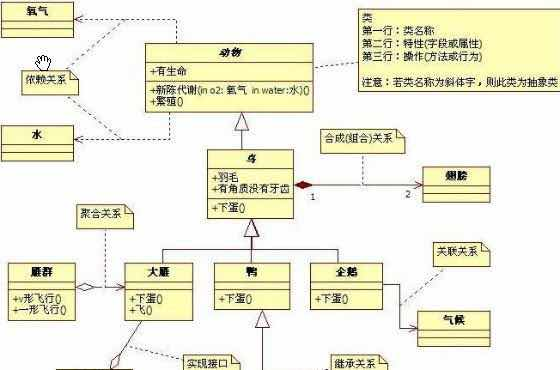 氧气
动物
+有生命
+新陈代谢(in o2: 氧气 in water:水)()
+繁殖()
类
第一行：类名称
第二行：特性(字段或属性)
第三行：操作(方法或行为)
注意：若类名称为斜体字，则此类为抽象类
依赖关系
水
鸟
+羽毛
+有角质没有牙齿
+下蛋()
合成(组合)关系
1
2
翅膀
聚合关系
雁群
+v形飞行()
+一形飞行()
大雁
+下蛋()
+飞()
鸭
+下蛋()
企鹅
+下蛋()
关联关系
气候
实现接口
继承关系